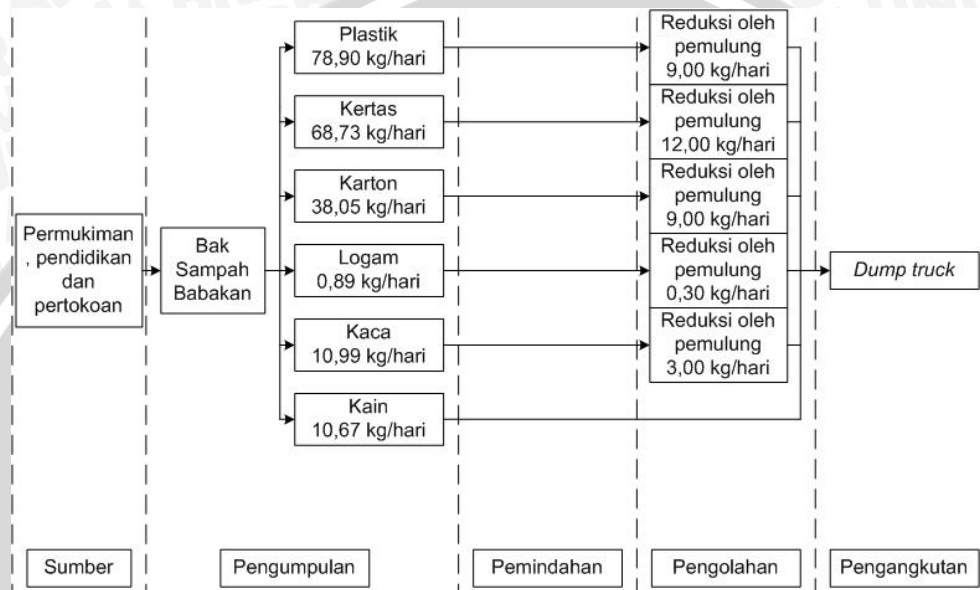 Permukiman
, pendidikan
dan
pertokoan
Bak
Sampah
Babakan
Plastik
78,90 kg/hari
Kertas
68,73 kg/hari
Karton
38,05 kg/hari
Logam
0,89 kg/hari
Kaca
10,99 kg/hari
Kain
10,67 kg/hari
Reduksi oleh
pemulung
9,00 kg/hari
Reduksi oleh
pemulung
12,00 kg/hari
Reduksi oleh
pemulung
9,00 kg/hari
Reduksi oleh
pemulung
0,30 kg/hari
Reduksi oleh
pemulung
3,00 kg/hari
Dump truck
Sumber
Pengumpulan
Pemindahan
Pengolahan
Pengangkutan